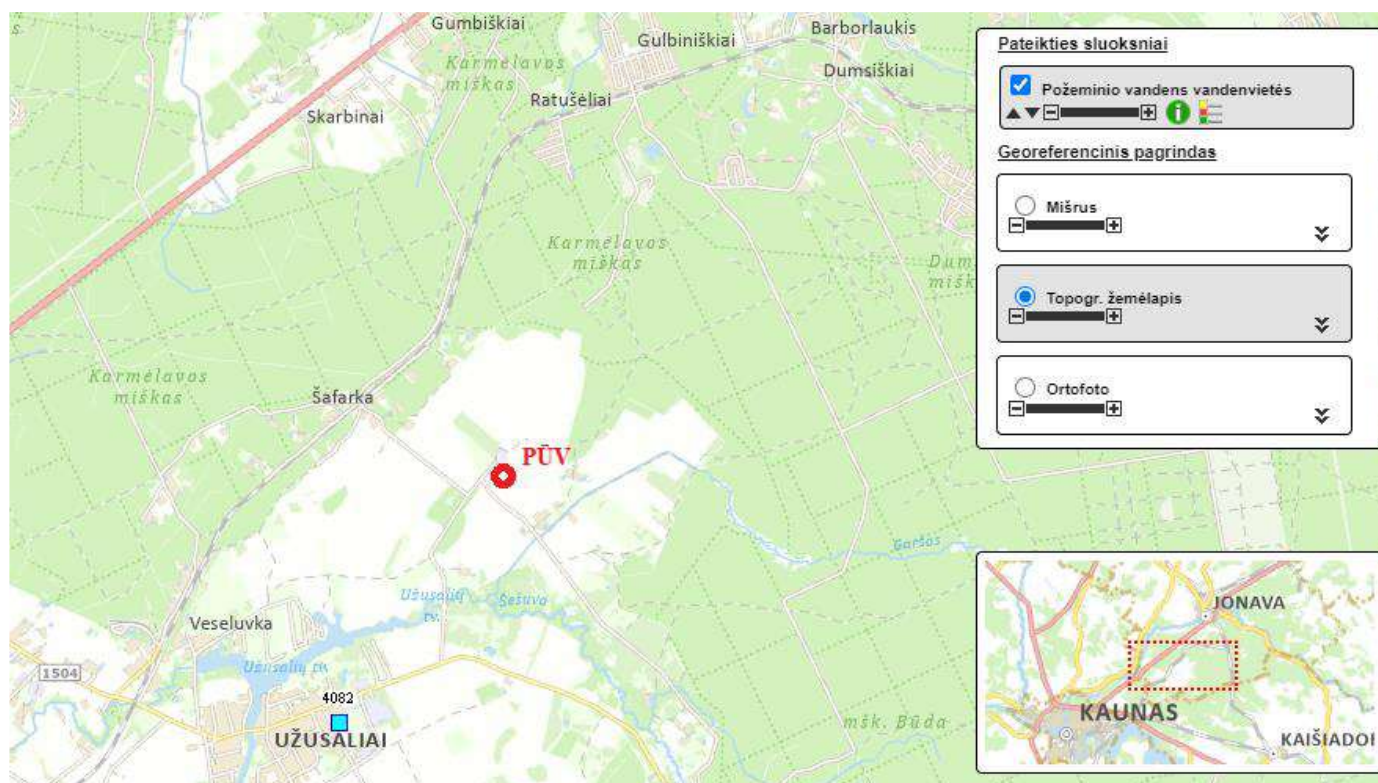 Gumbiškiai
Gulbiniškiai
Barborlaukis
Dumsiškiai
Karmėlavos
miškas
Ratušėliai
Skarbinai
Karmėlavos
miškas
Dum
mišk
Karmėlavos
miškas
Šafarka
PŪV
Garšos
Užusalių
tv.
Šešuva
Veseluvka
Užusalių tv.
1504
4082
UŽUSALIAI
mšk. Būda
Pateikties sluoksniai
Požeminio vandens vandenvietės
Georeferencinis pagrindas
Mišrus
Topogr. žemėlapis
Ortofoto
JONAVA
KAUNAS
KAIŠIADOI